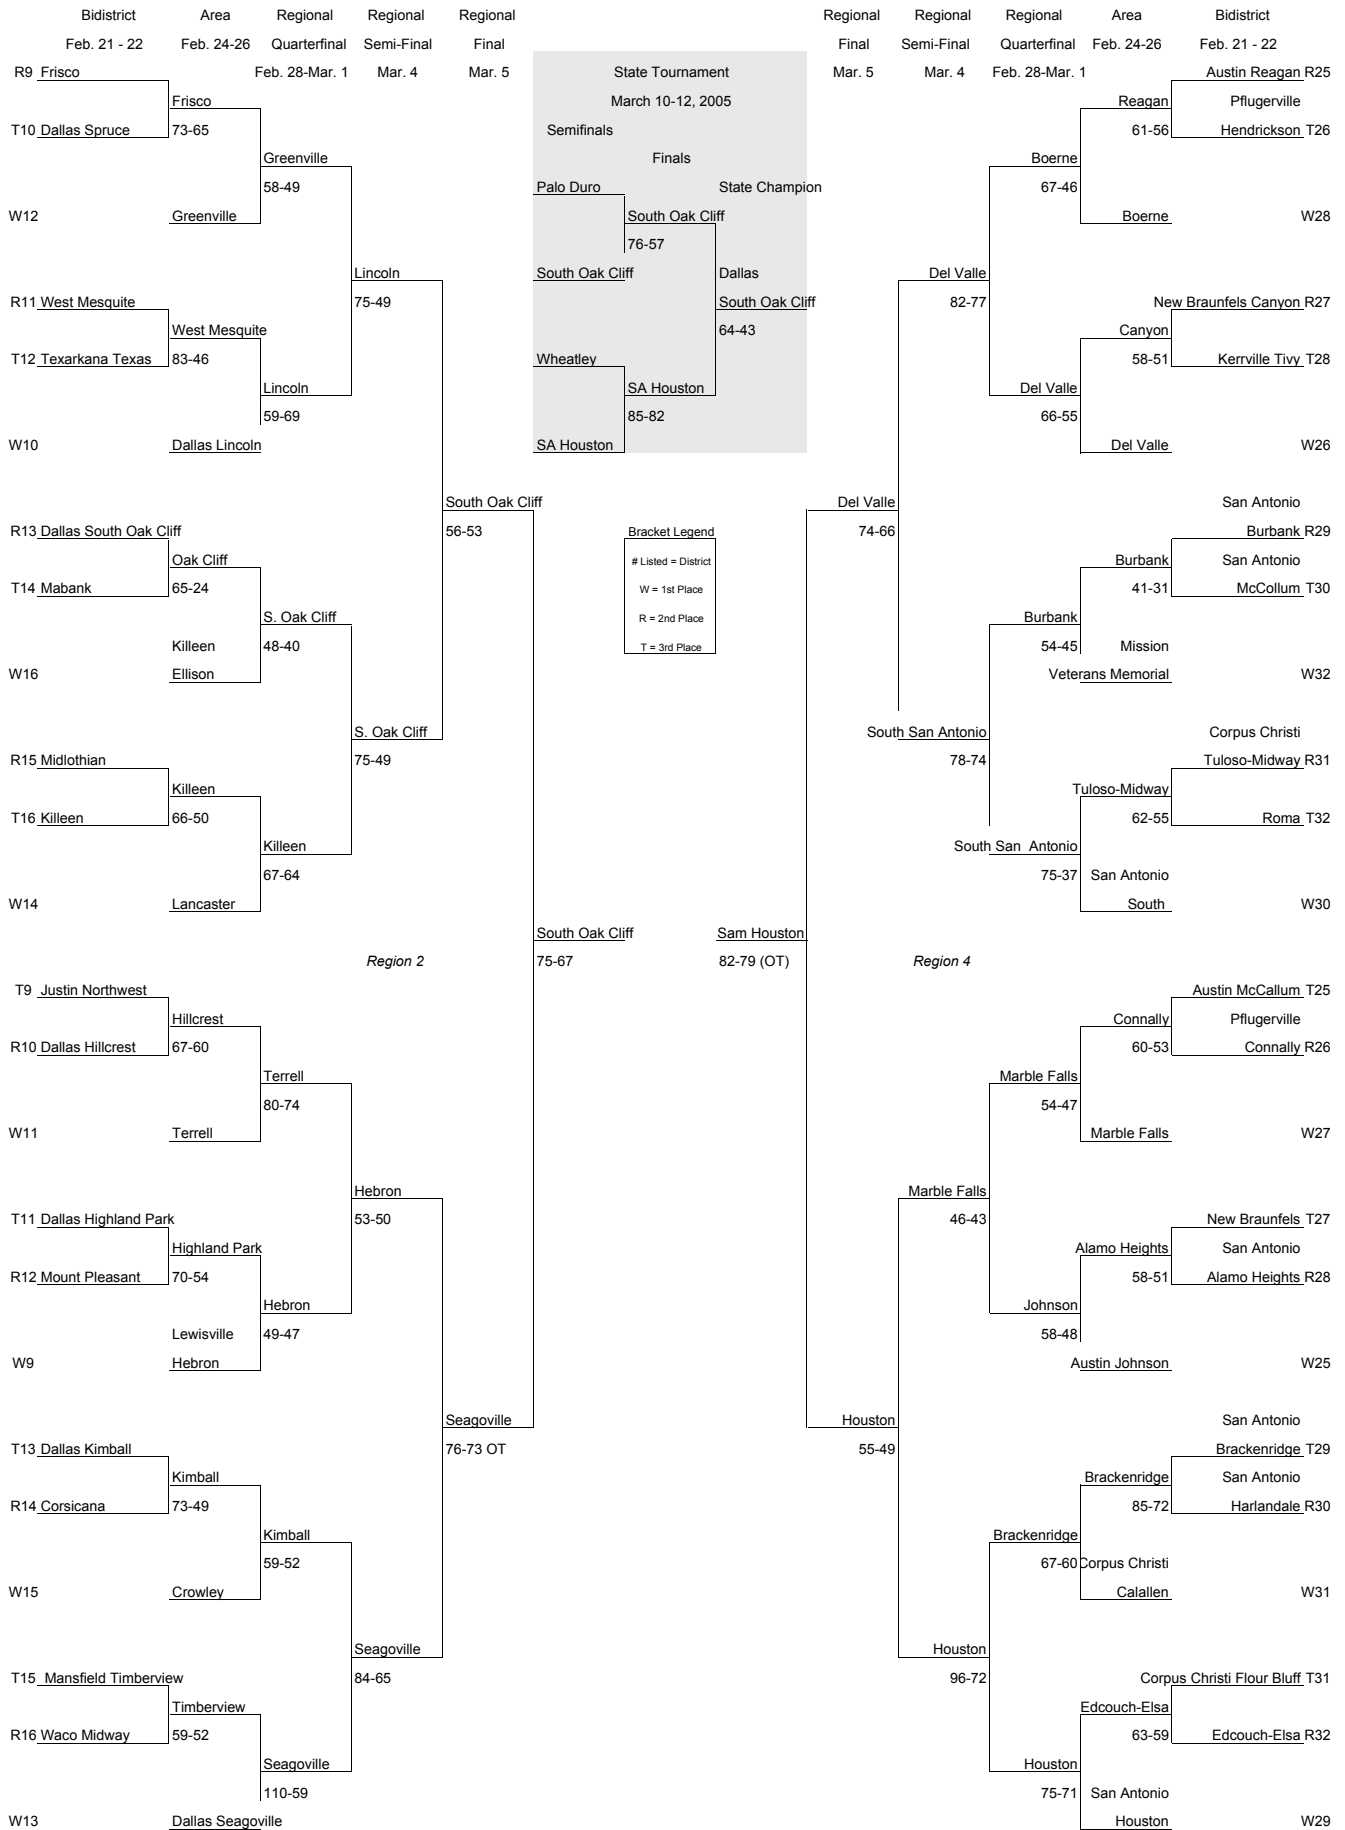 Bidistrict Area Regional Regional Regional Regional Regional Regional Area Bidistrict
Feb. 21 - 22 Feb. 24-26 Quarterfinal Semi-Final Final Final Semi-Final Quarterfinal Feb. 24-26 Feb. 21 - 22
R9 Frisco Feb. 28-Mar. 1 Mar. 4 Mar. 5 State Tournament Mar. 5 Mar. 4 Feb. 28-Mar. 1 Austin Reagan R25
Frisco March 10-12, 2005 Reagan Pflugerville
T10 Dallas Spruce 73-65 Semifinals 61-56 Hendrickson T26
Greenville Finals Boerne
58-49 Palo Duro State Champion 67-46
W12 Greenville South Oak Cliff Boerne W28
76-57
Lincoln South Oak Cliff Dallas Del Valle
R11 West Mesquite 75-49 South Oak Cliff 82-77 New Braunfels Canyon R27
West Mesquite 64-43 Canyon
T12 Texarkana Texas 83-46 Wheatley 58-51 Kerrville Tivy T28
Lincoln SA Houston Del Valle
59-69 85-82 66-55
W10 Dallas Lincoln SA Houston Del Valle W26
South Oak Cliff Del Valle San Antonio
R13 Dallas South Oak Cliff 56-53 Bracket Legend 74-66 Burbank R29
Oak Cliff # Listed = District Burbank San Antonio
T14 Mabank 65-24 W = 1st Place 41-31 McCollum T30
S. Oak Cliff R = 2nd Place Burbank
Killeen 48-40 T = 3rd Place 54-45 Mission
W16 Ellison Veterans Memorial W32
S. Oak Cliff South San Antonio Corpus Christi
R15 Midlothian 75-49 78-74 Tuloso-Midway R31
Killeen Tuloso-Midway
T16 Killeen 66-50 62-55 Roma T32
Killeen South San  Antonio
67-64 75-37 San Antonio
W14 Lancaster South W30
South Oak Cliff Sam Houston
Region 2 75-67 82-79 (OT) Region 4
T9 Justin Northwest Austin McCallum T25
Hillcrest Connally Pflugerville
R10 Dallas Hillcrest 67-60 60-53 Connally R26
Terrell Marble Falls
80-74 54-47
W11 Terrell Marble Falls W27
Hebron Marble Falls
T11 Dallas Highland Park 53-50 46-43 New Braunfels T27
Highland Park Alamo Heights San Antonio
R12 Mount Pleasant 70-54 58-51 Alamo Heights R28
Hebron Johnson
Lewisville 49-47 58-48
W9 Hebron Austin Johnson W25
Seagoville Houston San Antonio
T13 Dallas Kimball 76-73 OT 55-49 Brackenridge T29
Kimball Brackenridge San Antonio
R14 Corsicana 73-49 85-72 Harlandale R30
Kimball Brackenridge
59-52 67-60 Corpus Christi
W15 Crowley Calallen W31
Seagoville Houston
T15 Mansfield Timberview 84-65 96-72 Corpus Christi Flour Bluff T31
Timberview Edcouch-Elsa
R16 Waco Midway 59-52 63-59 Edcouch-Elsa R32
Seagoville Houston
110-59 75-71 San Antonio
W13 Dallas Seagoville Houston W29